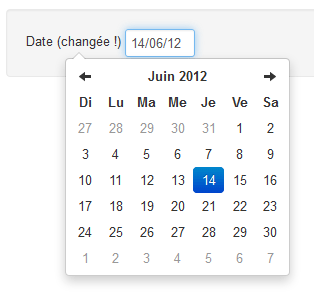 Date (changée !) 14/06/12
Juin 2012
Di Lu Ma Me Je Ve Sa
27 28 29 30 31 1 2
3 4 5 6 7 8 9
10 11 12 13 14 15 16
17 18 19 20 21 22 23
24 25 26 27 28 29 30
1 2 3 4 5 6 7